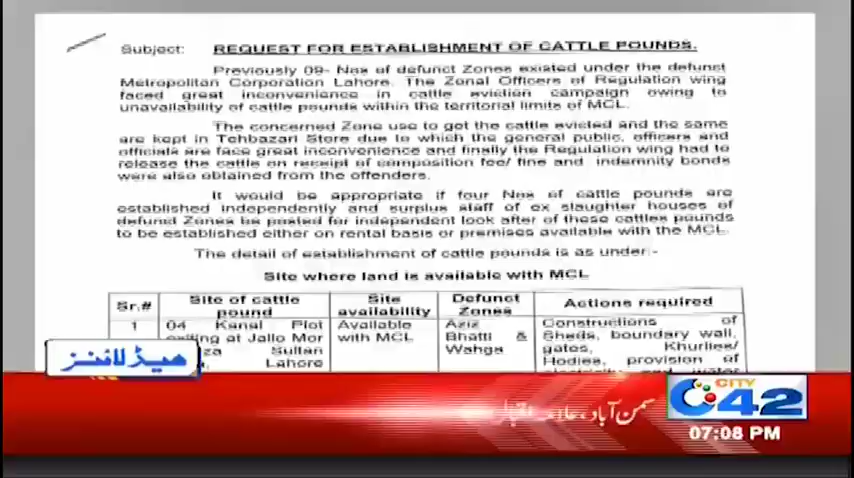 Subject: REQUEST FOR ESTABLISHMENT OF CATTLE POUNDS.
Previously 09- Nos of defunct Zones existed under the defunct
Metropolitan Corporation Lahore. The Zonal Officers of Regulation wing
faced great inconvenience in cattle eviction campaign owing to
unavailability of cattle pounds within the territorial limits of MCL.
The concerned Zone use to got the cattle evicted and the same
are kept in Tehbazari Store due to which the general public, officers and
officials are face great inconvenience and finally the Regulation wing had to
release the cattle on receipt of composition fee/ fine and indemnity bonds
were also obtained from the offenders.
It would be appropriate if four Nos of cattle pounds are
established independently and surplus staff of ex slaughter houses of
defunct Zones be posted for independent look after of these cattles pounds
to be established either on rental basis or premises available with the MCL.
The detail of establishment of cattle pounds is as under:-
Site where land is available with MCL
Sr.#
Site of cattle
pound
Site
availability
Defunct
Zones
Actions required
1
04 Kanal Plot
at Jallo Mor
Sultan
Lahore
Available
with MCL
Aziz
Bhatti &
Wahga
Constructions of
Sheds, boundary wall,
gates, Khurlies/
Hodies, provision of
ہیڈلائنز
سمن آباد، علامہ اقبال
CITY
42
07:08 PM